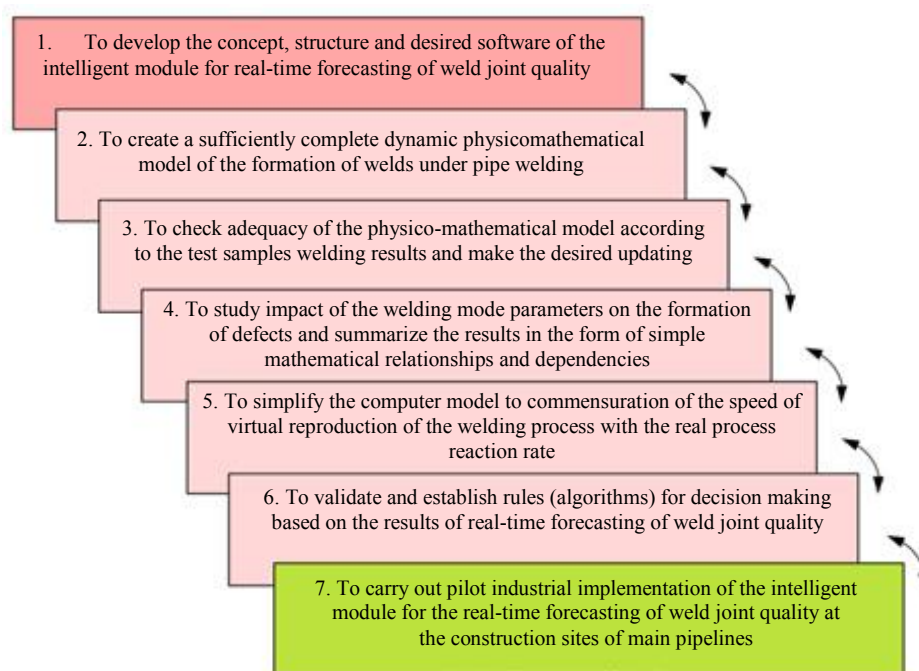 1. To develop the concept, structure and desired software of the
intelligent module for real-time forecasting of weld joint quality
2. To create a sufficiently complete dynamic physicomathematical
model of the formation of welds under pipe welding
3. To check adequacy of the physico-mathematical model according
to the test samples welding results and make the desired updating
4. To study impact of the welding mode parameters on the formation
of defects and summarize the results in the form of simple
mathematical relationships and dependencies
5. To simplify the computer model to commensuration of the speed of
virtual reproduction of the welding process with the real process
reaction rate
6. To validate and establish rules (algorithms) for decision making
based on the results of real-time forecasting of weld joint quality
7. To carry out pilot industrial implementation of the intelligent
module for the real-time forecasting of weld joint quality at
the construction sites of main pipelines